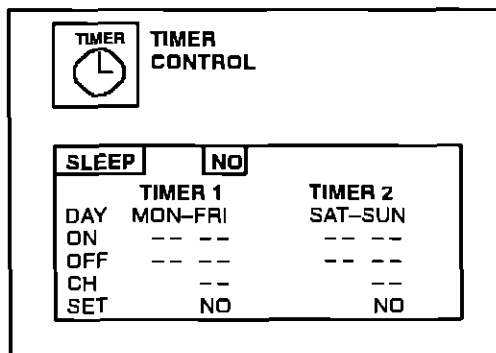 TIMER
TIMER
CONTROL
SLEEP NO
TIMER 1 TIMER 2
DAY MON–FRI SAT–SUN
ON -- -- -- --
OFF -- -- -- --
CH -- --
SET NO NO